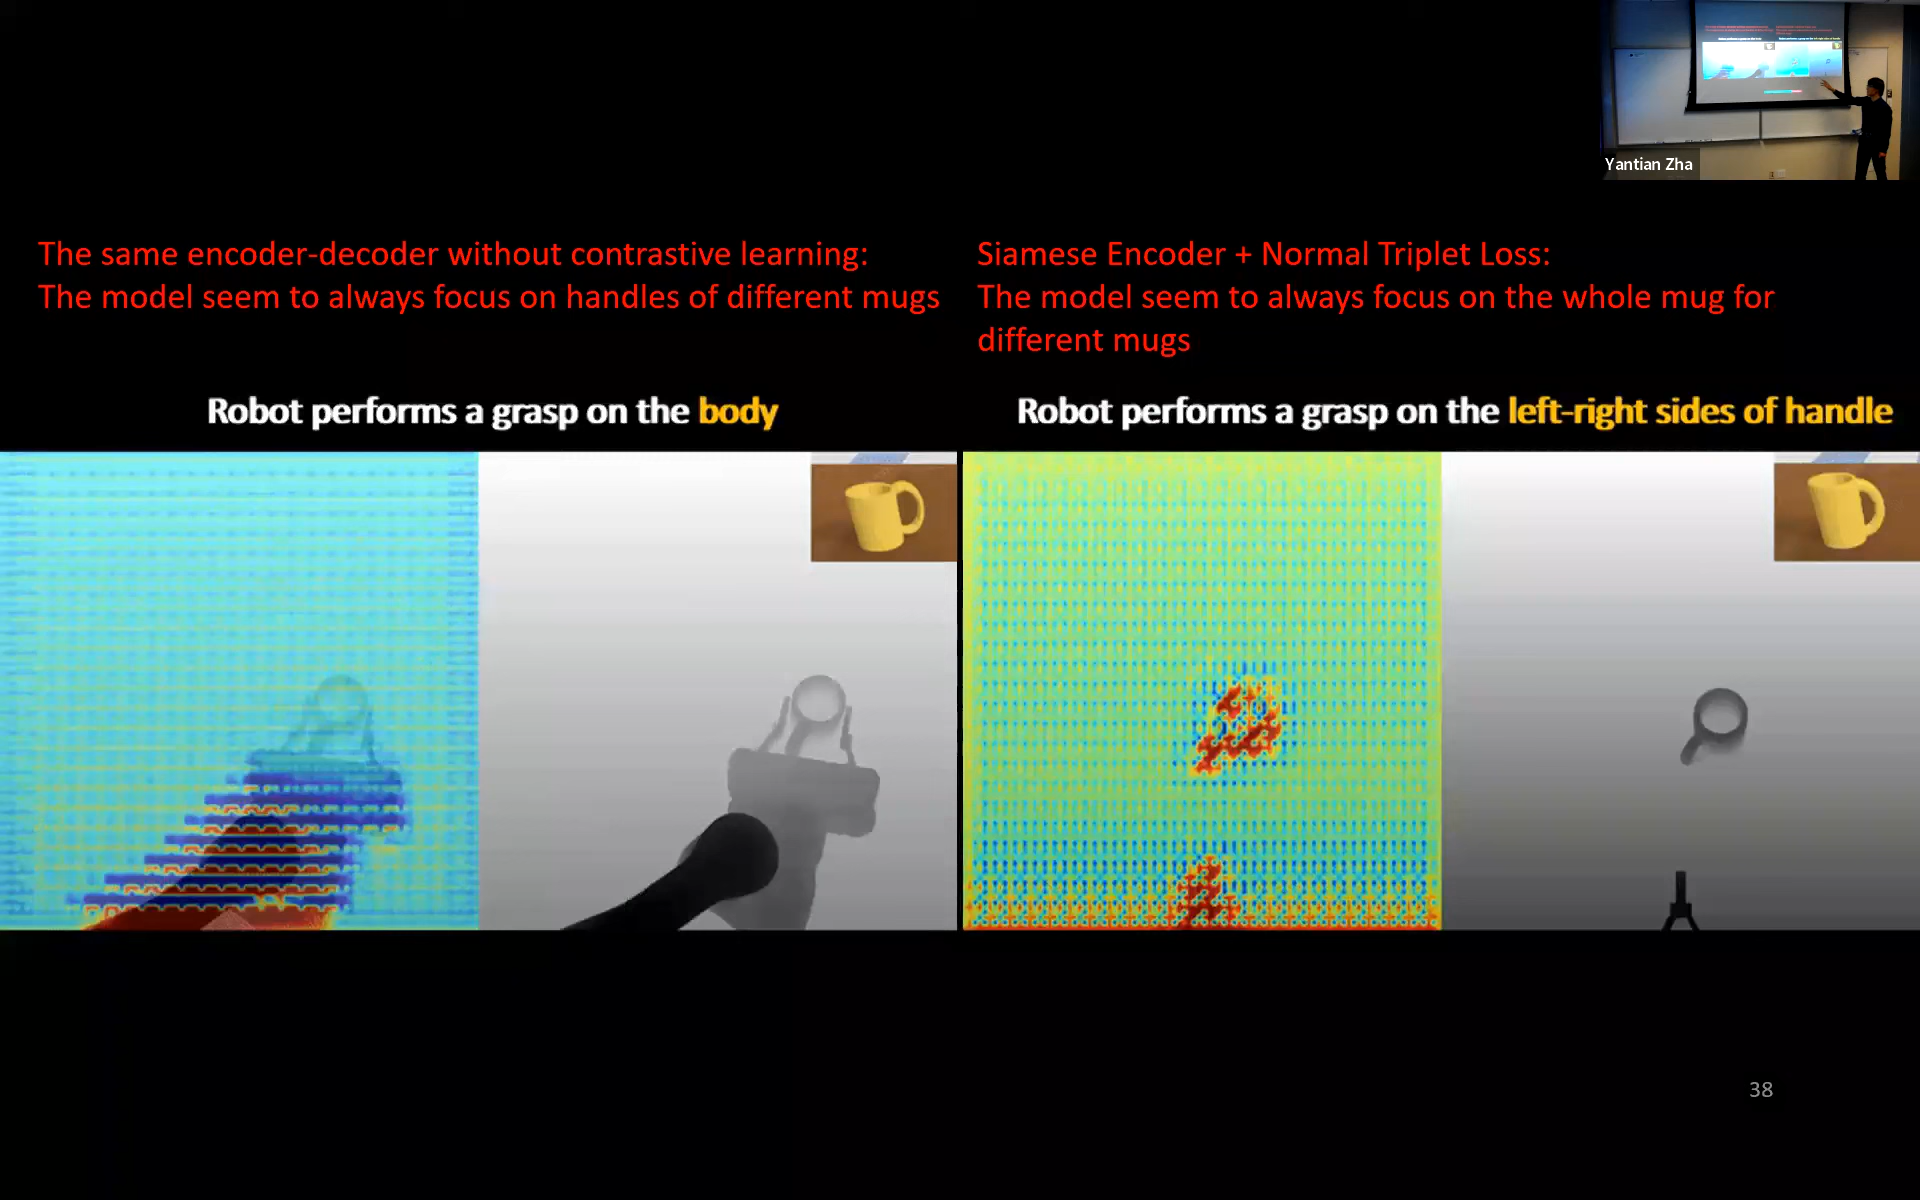 Yantian Zha
The same encoder-decoder without contrastive learning:
The model seem to always focus on handles of different mugs
Siamese Encoder + Normal Triplet Loss:
The model seem to always focus on the whole mug for
different mugs
Robot performs a grasp on the body
Robot performs a grasp on the left-right sides of handle
38